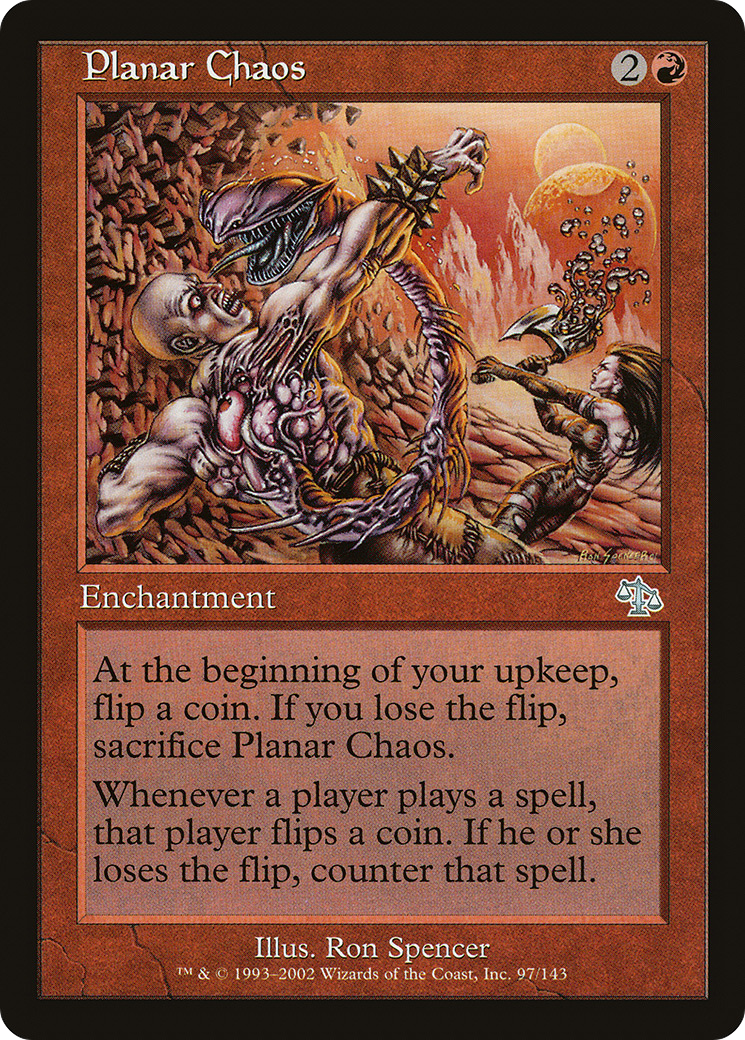 Planar Chaos
2
Enchantment
At the beginning of your upkeep,
flip a coin. If you lose the flip,
sacrifice Planar Chaos.
Whenever a player plays a spell,
that player flips a coin. If he or she
loses the flip, counter that spell.
Illus. Ron Spencer
™ & © 1993–2002 Wizards of the Coast, Inc. 97/143